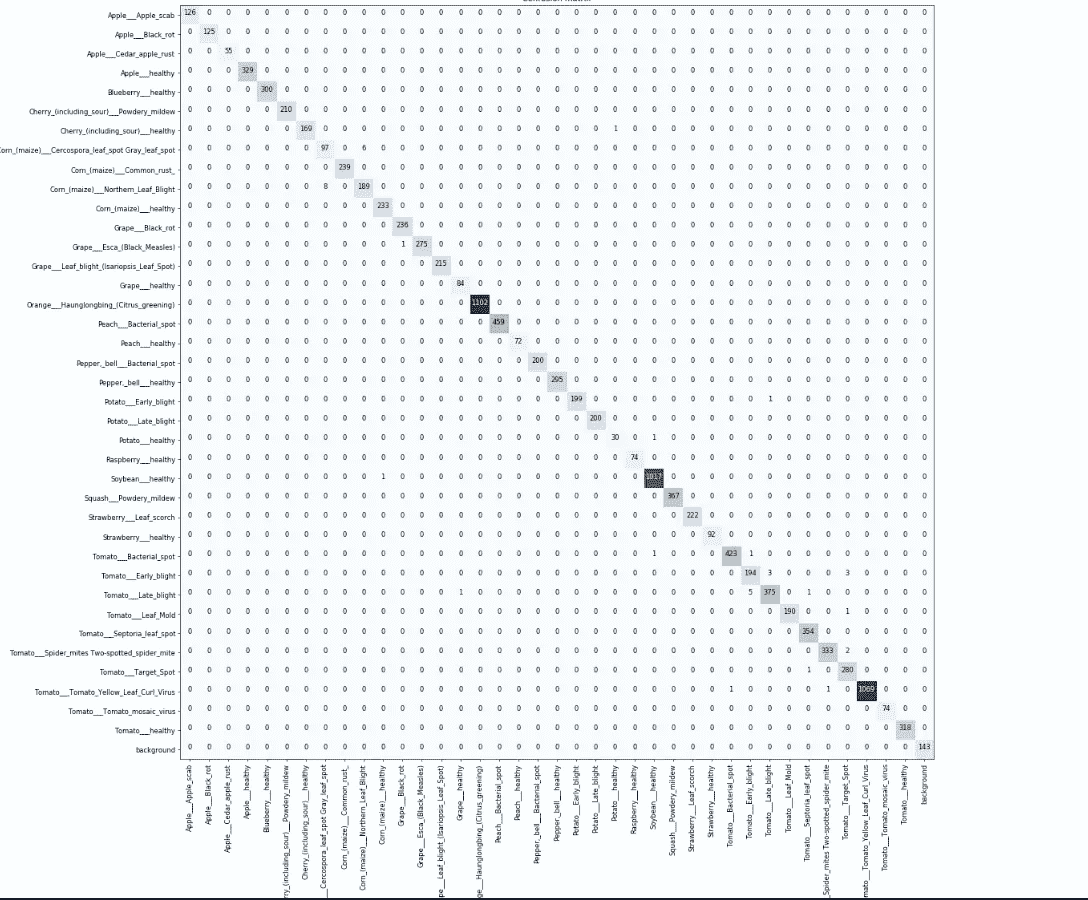 Apple___Apple_scab 126 0 0 0 0 0 0 0 0 0 0 0 0 0 0 0 0 0 0 0 0 0 0 0 0 0 0 0 0 0 0 0 0 0 0 0 0 0 0
Apple___Black_rot 0 125 0 0 0 0 0 0 0 0 0 0 0 0 0 0 0 0 0 0 0 0 0 0 0 0 0 0 0 0 0 0 0 0 0 0 0 0 0
Apple___Cedar_apple_rust 0 0 55 0 0 0 0 0 0 0 0 0 0 0 0 0 0 0 0 0 0 0 0 0 0 0 0 0 0 0 0 0 0 0 0 0 0 0 0
Apple___healthy 0 0 0 329 0 0 0 0 0 0 0 0 0 0 0 0 0 0 0 0 0 0 0 0 0 0 0 0 0 0 0 0 0 0 0 0 0 0 0
Blueberry___healthy 0 0 0 0 300 0 0 0 0 0 0 0 0 0 0 0 0 0 0 0 0 0 0 0 0 0 0 0 0 0 0 0 0 0 0 0 0 0 0
Cherry_(including_sour)___Powdery_mildew 0 0 0 0 0 210 0 0 0 0 0 0 0 0 0 0 0 0 0 0 0 0 0 0 0 0 0 0 0 0 0 0 0 0 0 0 0 0 0
Cherry_(including_sour)___healthy 0 0 0 0 0 0 169 0 0 0 0 0 0 0 0 0 0 0 0 0 0 0 1 0 0 0 0 0 0 0 0 0 0 0 0 0 0 0 0
orn_(maize)___Cercospora_leaf_spot Gray_leaf_spot 0 0 0 0 0 0 0 97 0 6 0 0 0 0 0 0 0 0 0 0 0 0 0 0 0 0 0 0 0 0 0 0 0 0 0 0 0 0 0
Corn_(maize)___Common_rust_ 0 0 0 0 0 0 0 0 239 0 0 0 0 0 0 0 0 0 0 0 0 0 0 0 0 0 0 0 0 0 0 0 0 0 0 0 0 0 0
Corn_(maize)___Northern_Leaf_Blight 0 0 0 0 0 0 0 8 0 189 0 0 0 0 0 0 0 0 0 0 0 0 0 0 0 0 0 0 0 0 0 0 0 0 0 0 0 0 0
Corn_(maize)___healthy 0 0 0 0 0 0 0 0 0 0 233 0 0 0 0 0 0 0 0 0 0 0 0 0 0 0 0 0 0 0 0 0 0 0 0 0 0 0 0
Grape___Black_rot 0 0 0 0 0 0 0 0 0 0 0 236 0 0 0 0 0 0 0 0 0 0 0 0 0 0 0 0 0 0 0 0 0 0 0 0 0 0 0
Grape___Esca_(Black_Measles) 0 0 0 0 0 0 0 0 0 0 0 1 275 0 0 0 0 0 0 0 0 0 0 0 0 0 0 0 0 0 0 0 0 0 0 0 0 0 0
Grape___Leaf_blight_(Isariopsis_Leaf_Spot) 0 0 0 0 0 0 0 0 0 0 0 0 0 215 0 0 0 0 0 0 0 0 0 0 0 0 0 0 0 0 0 0 0 0 0 0 0 0 0
Grape___healthy 0 0 0 0 0 0 0 0 0 0 0 0 0 0 84 0 0 0 0 0 0 0 0 0 0 0 0 0 0 0 0 0 0 0 0 0 0 0 0
Orange___Haunglongbing_(Citrus_greening) 0 0 0 0 0 0 0 0 0 0 0 0 0 0 0 1102 0 0 0 0 0 0 0 0 0 0 0 0 0 0 0 0 0 0 0 0 0 0 0
Peach___Bacterial_spot 0 0 0 0 0 0 0 0 0 0 0 0 0 0 0 0 459 0 0 0 0 0 0 0 0 0 0 0 0 0 0 0 0 0 0 0 0 0 0
Peach___healthy 0 0 0 0 0 0 0 0 0 0 0 0 0 0 0 0 0 72 0 0 0 0 0 0 0 0 0 0 0 0 0 0 0 0 0 0 0 0 0
Pepper,_bell___Bacterial_spot 0 0 0 0 0 0 0 0 0 0 0 0 0 0 0 0 0 0 200 0 0 0 0 0 0 0 0 0 0 0 0 0 0 0 0 0 0 0 0
Pepper,_bell___healthy 0 0 0 0 0 0 0 0 0 0 0 0 0 0 0 0 0 0 0 295 0 0 0 0 0 0 0 0 0 0 0 0 0 0 0 0 0 0 0
Potato___Early_blight 0 0 0 0 0 0 0 0 0 0 0 0 0 0 0 0 0 0 0 0 199 0 0 0 0 0 0 0 0 0 1 0 0 0 0 0 0 0 0
Potato___Late_blight 0 0 0 0 0 0 0 0 0 0 0 0 0 0 0 0 0 0 0 0 0 200 0 0 0 0 0 0 0 0 0 0 0 0 0 0 0 0 0
Potato___healthy 0 0 0 0 0 0 0 0 0 0 0 0 0 0 0 0 0 0 0 0 0 0 30 0 1 0 0 0 0 0 0 0 0 0 0 0 0 0 0
Raspberry___healthy 0 0 0 0 0 0 0 0 0 0 0 0 0 0 0 0 0 0 0 0 0 0 0 74 0 0 0 0 0 0 0 0 0 0 0 0 0 0 0
Soybean___healthy 0 0 0 0 0 0 0 0 0 0 1 0 0 0 0 0 0 0 0 0 0 0 0 0 1017 0 0 0 0 0 0 0 0 0 0 0 0 0 0
Squash___Powdery_mildew 0 0 0 0 0 0 0 0 0 0 0 0 0 0 0 0 0 0 0 0 0 0 0 0 0 367 0 0 0 0 0 0 0 0 0 0 0 0 0
Strawberry___Leaf_scorch 0 0 0 0 0 0 0 0 0 0 0 0 0 0 0 0 0 0 0 0 0 0 0 0 0 0 222 0 0 0 0 0 0 0 0 0 0 0 0
Strawberry___healthy 0 0 0 0 0 0 0 0 0 0 0 0 0 0 0 0 0 0 0 0 0 0 0 0 0 0 0 92 0 0 0 0 0 0 0 0 0 0 0
Tomato___Bacterial_spot 0 0 0 0 0 0 0 0 0 0 0 0 0 0 0 0 0 0 0 0 0 0 0 0 1 0 0 0 423 1 0 0 0 0 0 0 0 0 0
Tomato___Early_blight 0 0 0 0 0 0 0 0 0 0 0 0 0 0 0 0 0 0 0 0 0 0 0 0 0 0 0 0 0 194 3 0 0 0 3 0 0 0 0
Tomato___Late_blight 0 0 0 0 0 0 0 0 0 0 0 0 0 0 1 0 0 0 0 0 0 0 0 0 0 0 0 0 0 5 375 0 1 0 0 0 0 0 0
Tomato___Leaf_Mold 0 0 0 0 0 0 0 0 0 0 0 0 0 0 0 0 0 0 0 0 0 0 0 0 0 0 0 0 0 0 0 190 0 0 1 0 0 0 0
Tomato___Septoria_leaf_spot 0 0 0 0 0 0 0 0 0 0 0 0 0 0 0 0 0 0 0 0 0 0 0 0 0 0 0 0 0 0 0 0 354 0 0 0 0 0 0
Tomato___Spider_mites Two-spotted_spider_mite 0 0 0 0 0 0 0 0 0 0 0 0 0 0 0 0 0 0 0 0 0 0 0 0 0 0 0 0 0 0 0 0 0 333 2 0 0 0 0
Tomato___Target_Spot 0 0 0 0 0 0 0 0 0 0 0 0 0 0 0 0 0 0 0 0 0 0 0 0 0 0 0 0 0 0 0 0 1 0 280 0 0 0 0
Tomato___Tomato_Yellow_Leaf_Curl_Virus 0 0 0 0 0 0 0 0 0 0 0 0 0 0 0 0 0 0 0 0 0 0 0 0 0 0 0 0 1 0 0 0 0 1 0 1069 0 0 0
Tomato___Tomato_mosaic_virus 0 0 0 0 0 0 0 0 0 0 0 0 0 0 0 0 0 0 0 0 0 0 0 0 0 0 0 0 0 0 0 0 0 0 0 0 74 0 0
Tomato___healthy 0 0 0 0 0 0 0 0 0 0 0 0 0 0 0 0 0 0 0 0 0 0 0 0 0 0 0 0 0 0 0 0 0 0 0 0 0 318 0
background 0 0 0 0 0 0 0 0 0 0 0 0 0 0 0 0 0 0 0 0 0 0 0 0 0 0 0 0 0 0 0 0 0 0 0 0 0 0 143
Apple___Apple_scab
Apple___Black_rot
Apple___Cedar_apple_rust
Apple___healthy
Blueberry___healthy
rry_(including_sour)___Powdery_mildew
Cherry_(including_sour)___healthy
_Cercospora_leaf_spot Gray_leaf_spot
Corn_(maize)___Common_rust_
Corn_(maize)___Northern_Leaf_Blight
Corn_(maize)___healthy
Grape___Black_rot
Grape___Esca_(Black_Measles)
pe___Leaf_blight_(Isariopsis_Leaf_Spot)
Grape___healthy
ge___Haunglongbing_(Citrus_greening)
Peach___Bacterial_spot
Peach___healthy
Pepper,_bell___Bacterial_spot
Pepper,_bell___healthy
Potato___Early_blight
Potato___Late_blight
Potato___healthy
Raspberry___healthy
Soybean___healthy
Squash___Powdery_mildew
Strawberry___Leaf_scorch
Strawberry___healthy
Tomato___Bacterial_spot
Tomato___Early_blight
Tomato___Late_blight
Tomato___Leaf_Mold
Tomato___Septoria_leaf_spot
_Spider_mites Two-spotted_spider_mite
mato___Tomato_Yellow_Leaf_Curl_Virus
Tomato___Target_Spot
Tomato___Tomato_mosaic_virus
Tomato___healthy
background